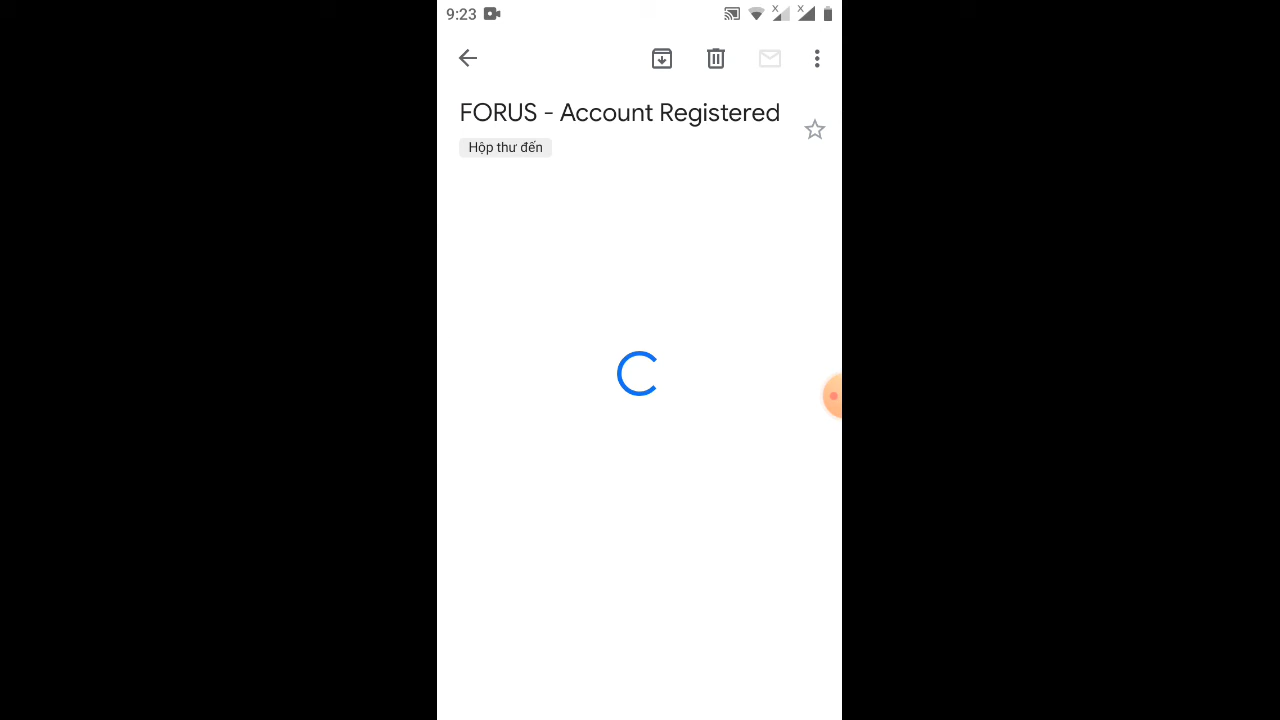 9:23
FORUS - Account Registered
Hộp thư đến